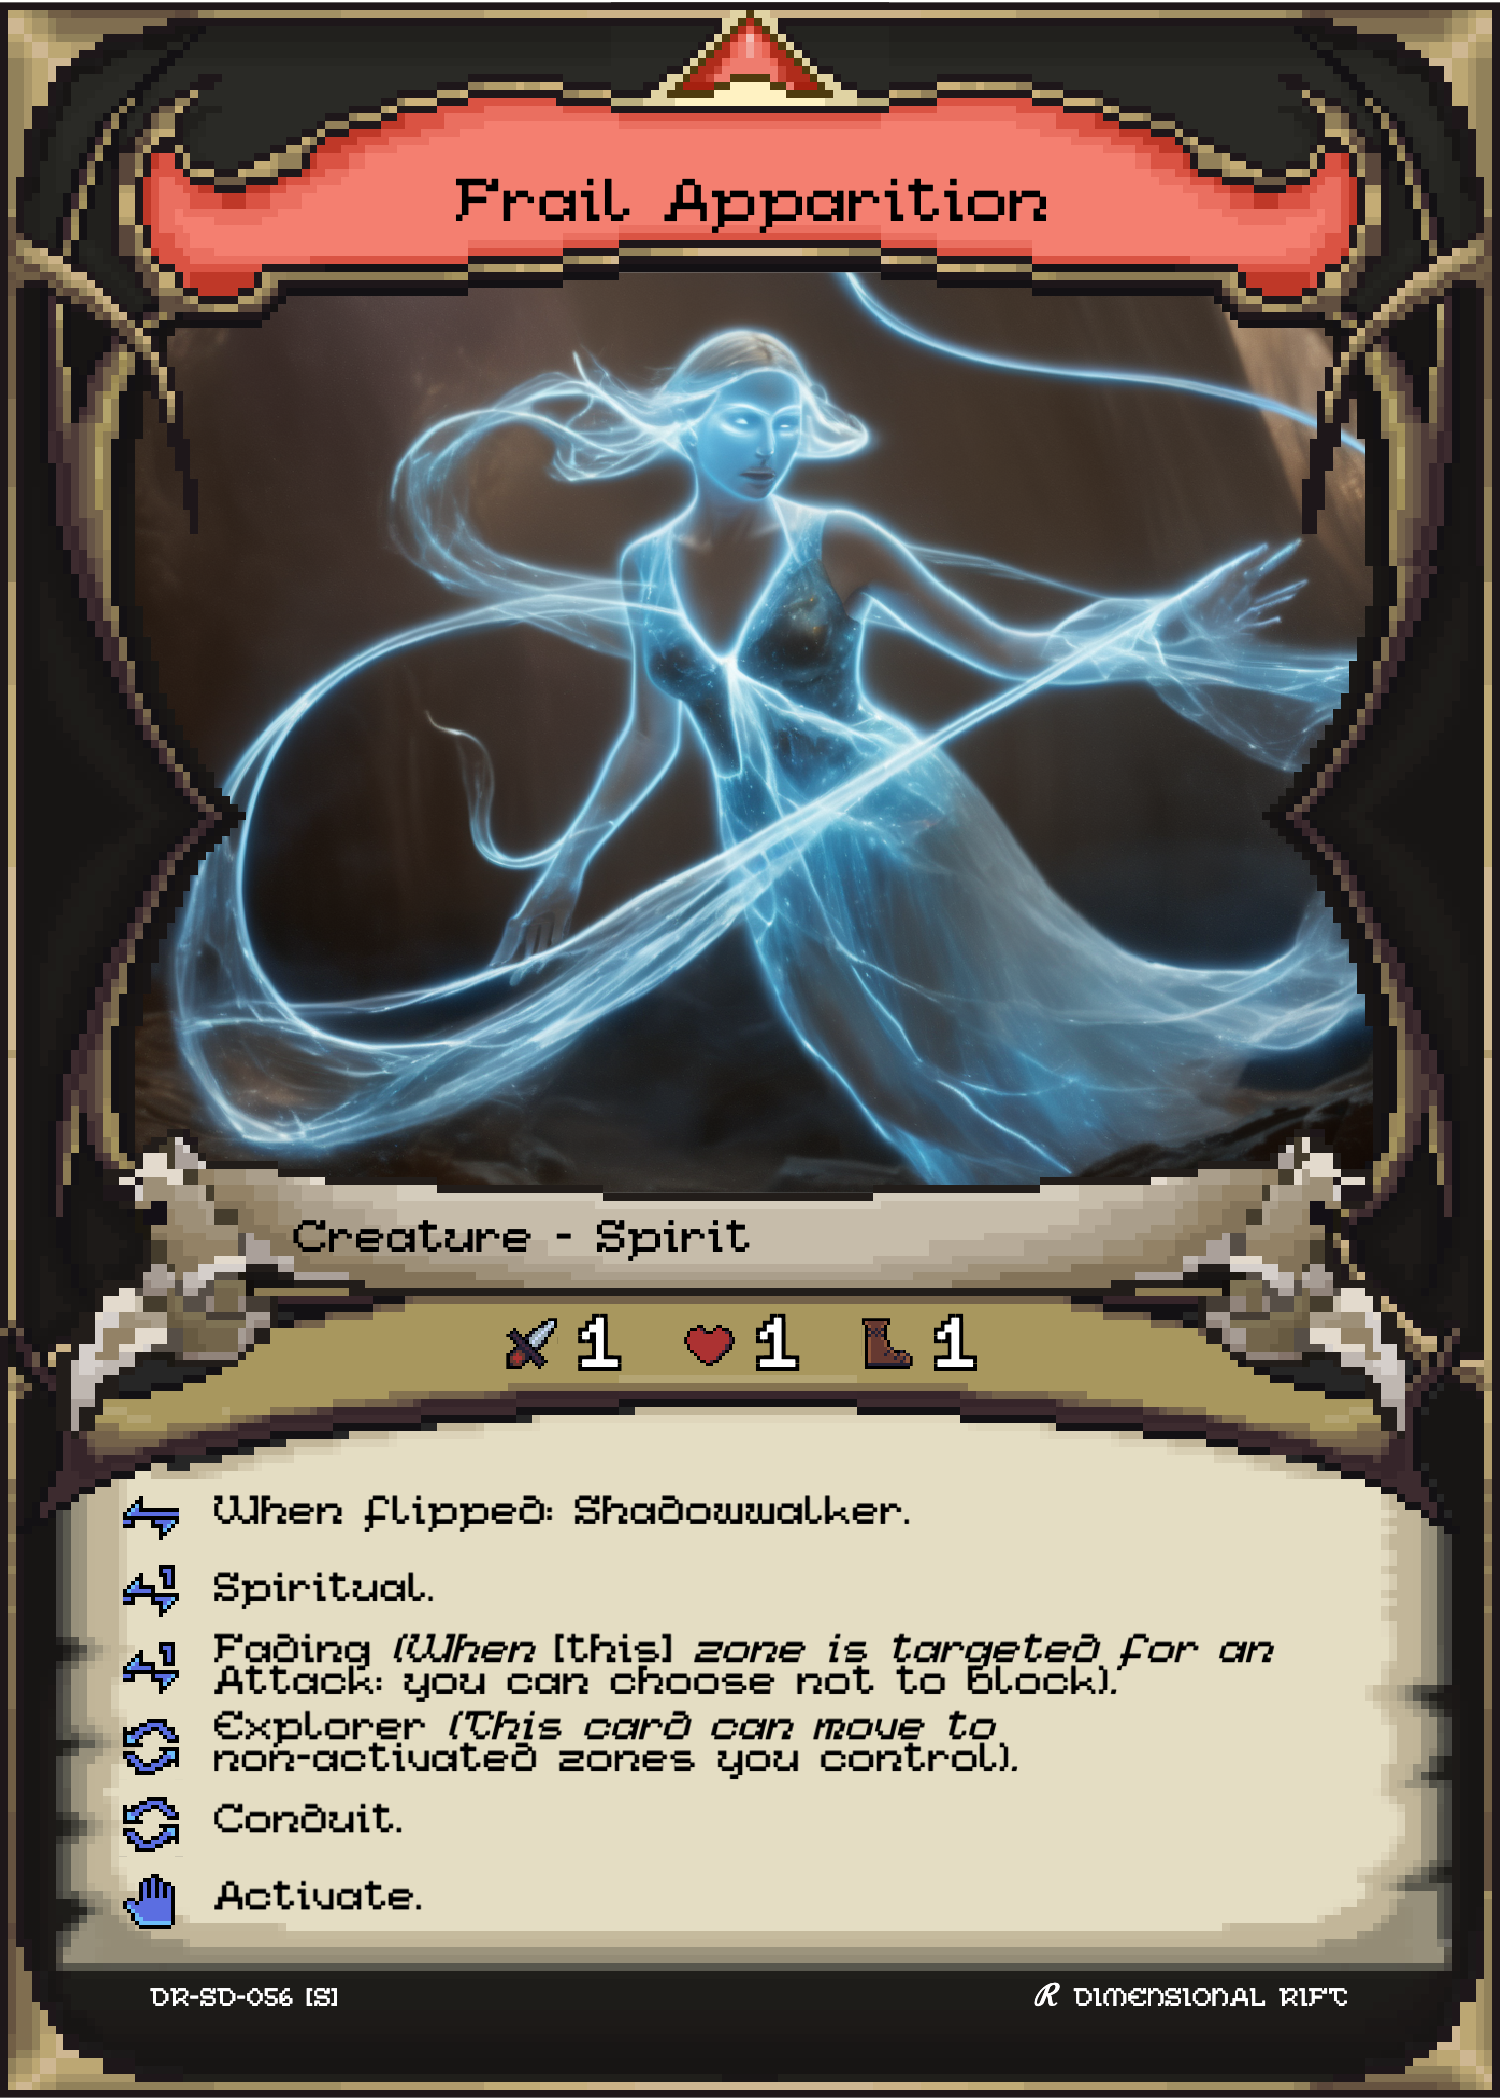 Frail Apparition
Creature - Spirit
1 1 1
When flipped: Shadowwalker.
Spiritual.
Fading (When [this] zone is targeted for an
Attack: you can choose not to block).
Explorer (This card can move to
non-activated zones you control).
Conduit.
Activate.
DR-SD-056 [S]
R DIMENSIONAL RIFT